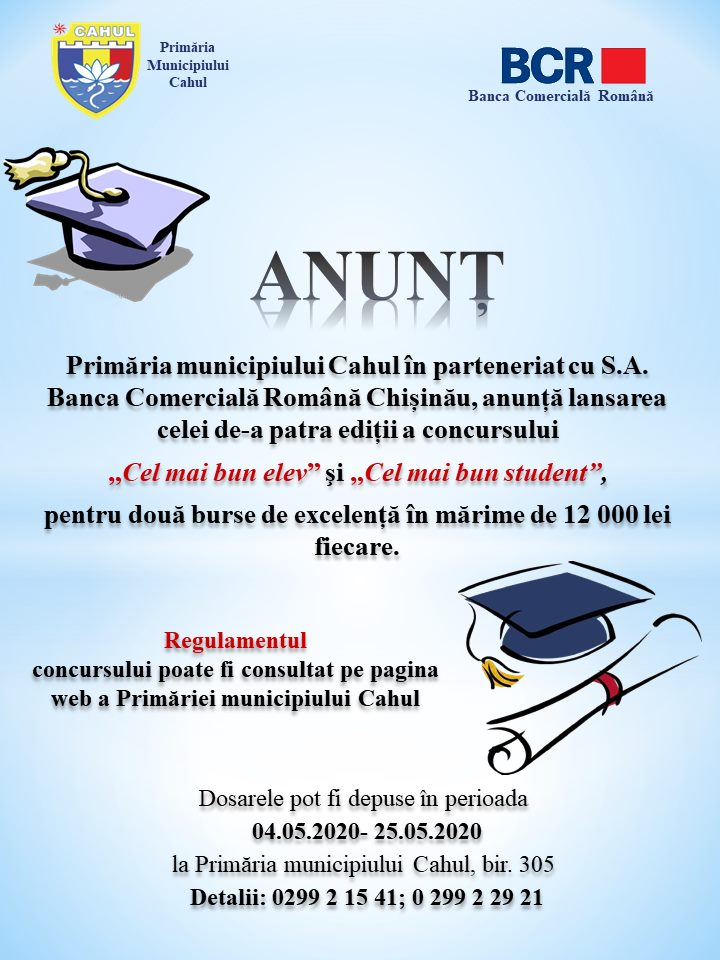 CAHUL
Primăria
Municipiului
Cahul
BCR
Banca Comercială Română
ANUNȚ
Primăria municipiului Cahul în parteneriat cu S.A.
Banca Comercială Română Chișinău, anunță lansarea
celei de-a patra ediții a concursului
„Cel mai bun elev” şi „Cel mai bun student”,
pentru două burse de excelență în mărime de 12 000 lei
fiecare.
Regulamentul
concursului poate fi consultat pe pagina
web a Primăriei municipiului Cahul
Dosarele pot fi depuse în perioada
04.05.2020- 25.05.2020
la Primăria municipiului Cahul, bir. 305
Detalii: 0299 2 15 41; 0 299 2 29 21